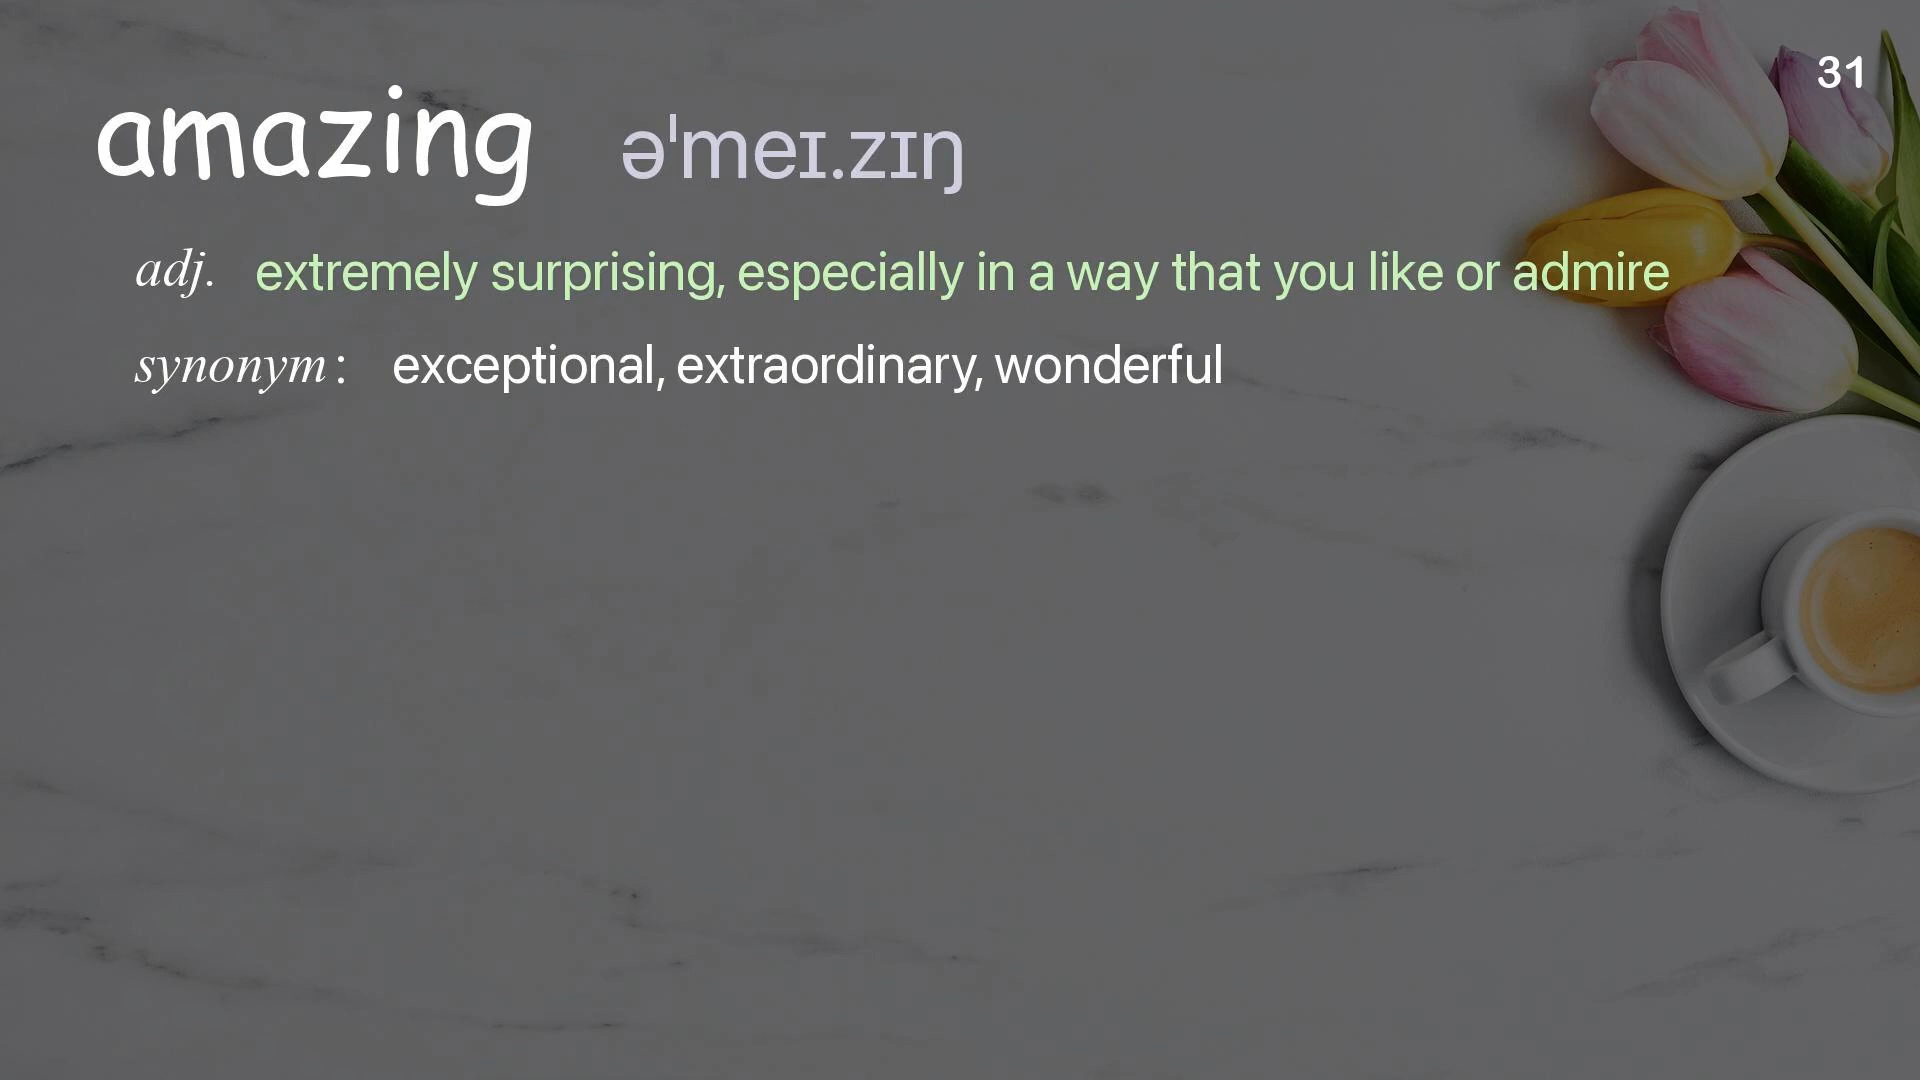 31
amazing əˈmeɪ.zɪŋ
adj. extremely surprising, especially in a way that you like or admire
synonym: exceptional, extraordinary, wonderful